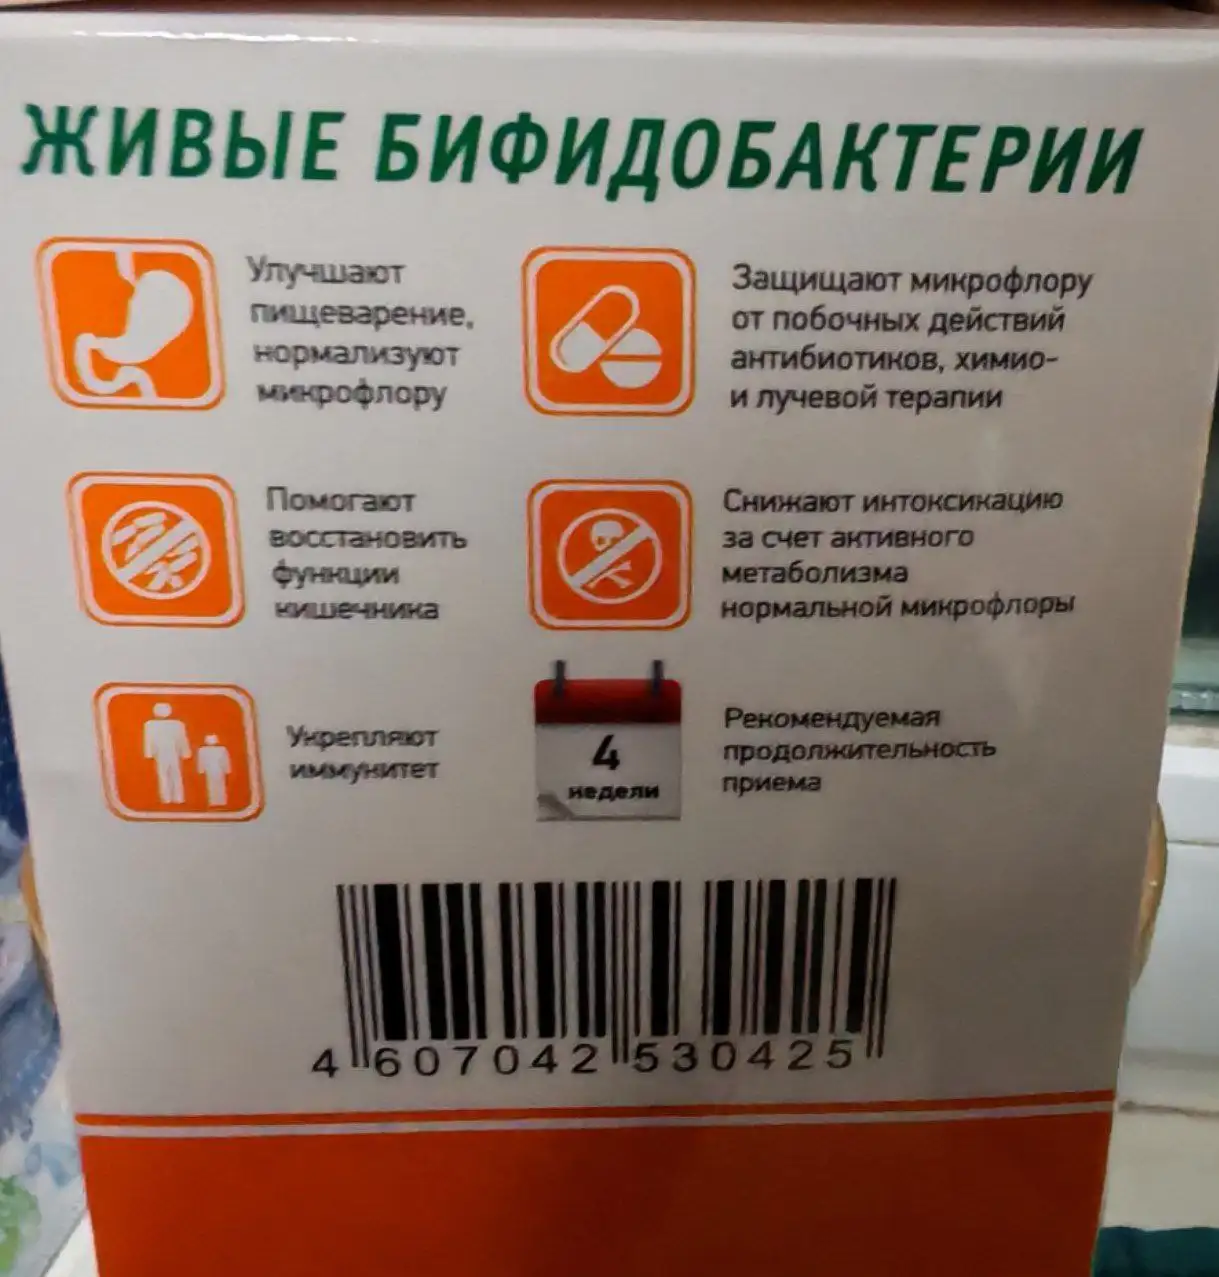 ЖИВЫЕ БИФИДОБАКТЕРИИ
Улучшают
пищеварение,
нормализуют
микрофлору
Защищают микрофлору
от побочных действий
антибиотиков, химио-
и лучевой терапии
Помогают
восстановить
функции
кишечника
Снижают интоксикацию
за счет активного
метаболизма
нормальной микрофлоры
Укрепляют
иммунитет
4
недели
Рекомендуемая
продолжительность
приема
4 607042 530425